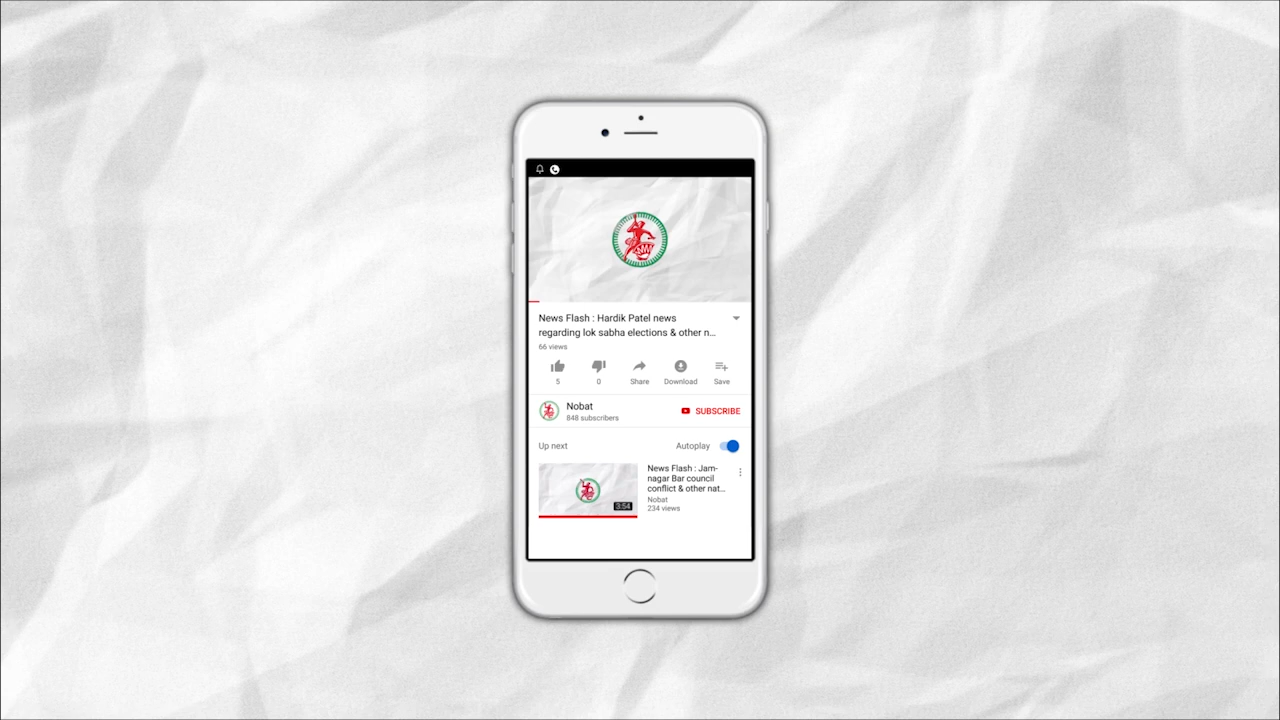 News Flash : Hardik Patel news
regarding lok sabha elections & other n...
66 views
5
0
Share
Download
Save
Nobat
848 subscribers
SUBSCRIBE
Up next
Autoplay
News Flash : Jam-
nagar Bar council
conflict & other nat...
Nobat
234 views
3:54